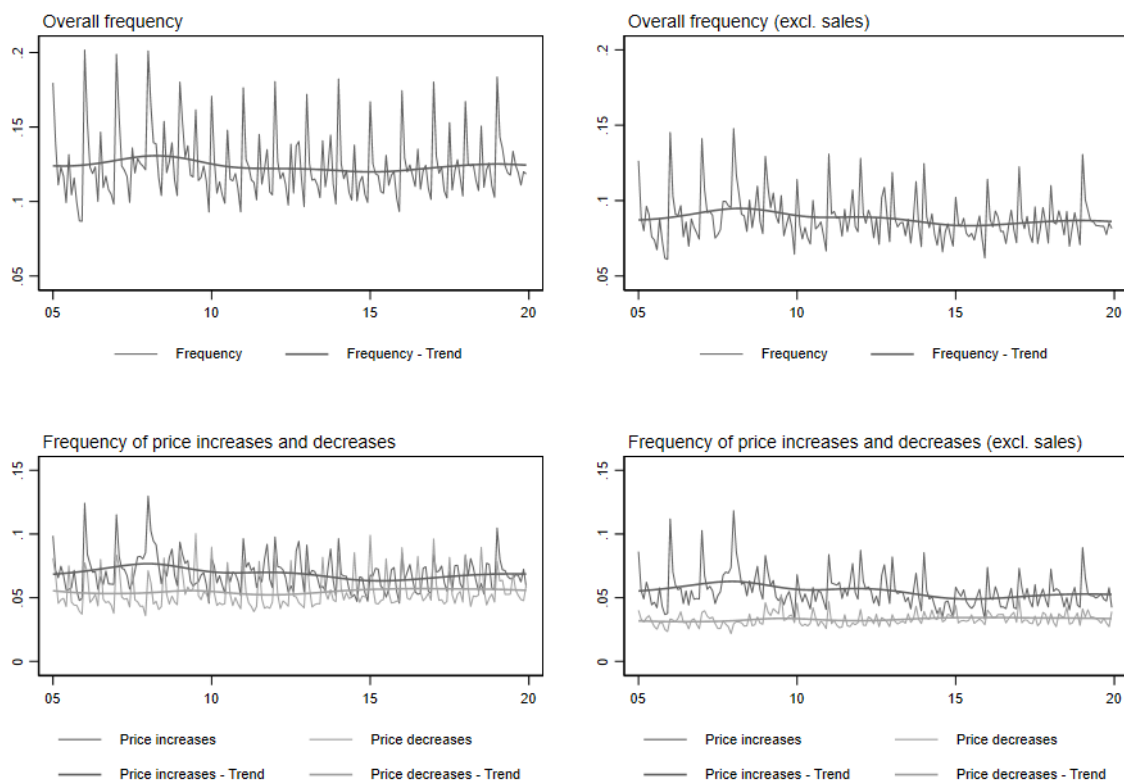 Overall frequency
.2
.15
.1
.05
05 10 15 20
Frequency Frequency - Trend
Overall frequency (excl. sales)
.2
.15
.1
.05
05 10 15 20
Frequency Frequency - Trend
Frequency of price increases and decreases
.15
.1
.05
0
05 10 15 20
Price increases Price decreases
Price increases - Trend Price decreases - Trend
Frequency of price increases and decreases (excl. sales)
.15
.1
.05
0
05 10 15 20
Price increases Price decreases
Price increases - Trend Price decreases - Trend